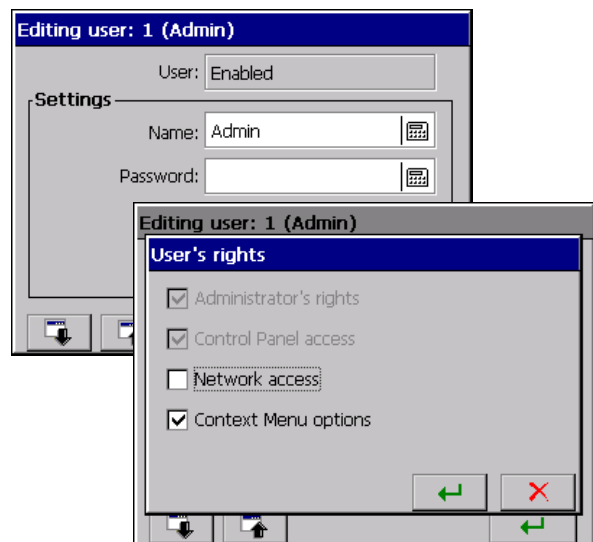 Editing user: 1 (Admin)
User: Enabled
Settings
Name: Admin
Password:
Editing user: 1 (Admin)
User's rights
Administrator's rights
Control Panel access
Network access
Context Menu options